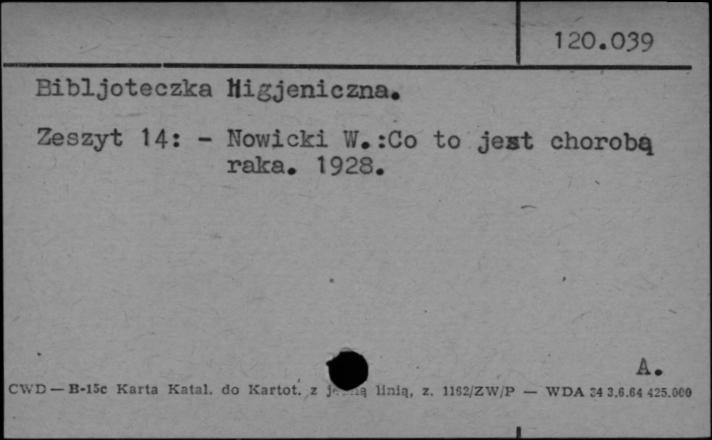 120.039
Bibljoteczka Higjeniczna.
Zeszyt 14: - Nowicki W.:Co to jest chorobą
raka. 1928.
A.
CWD — B-15c Karta Katal. do Kartot. z linią, z. 1162/ZW/P — WDA 34 3.6.64 425.000